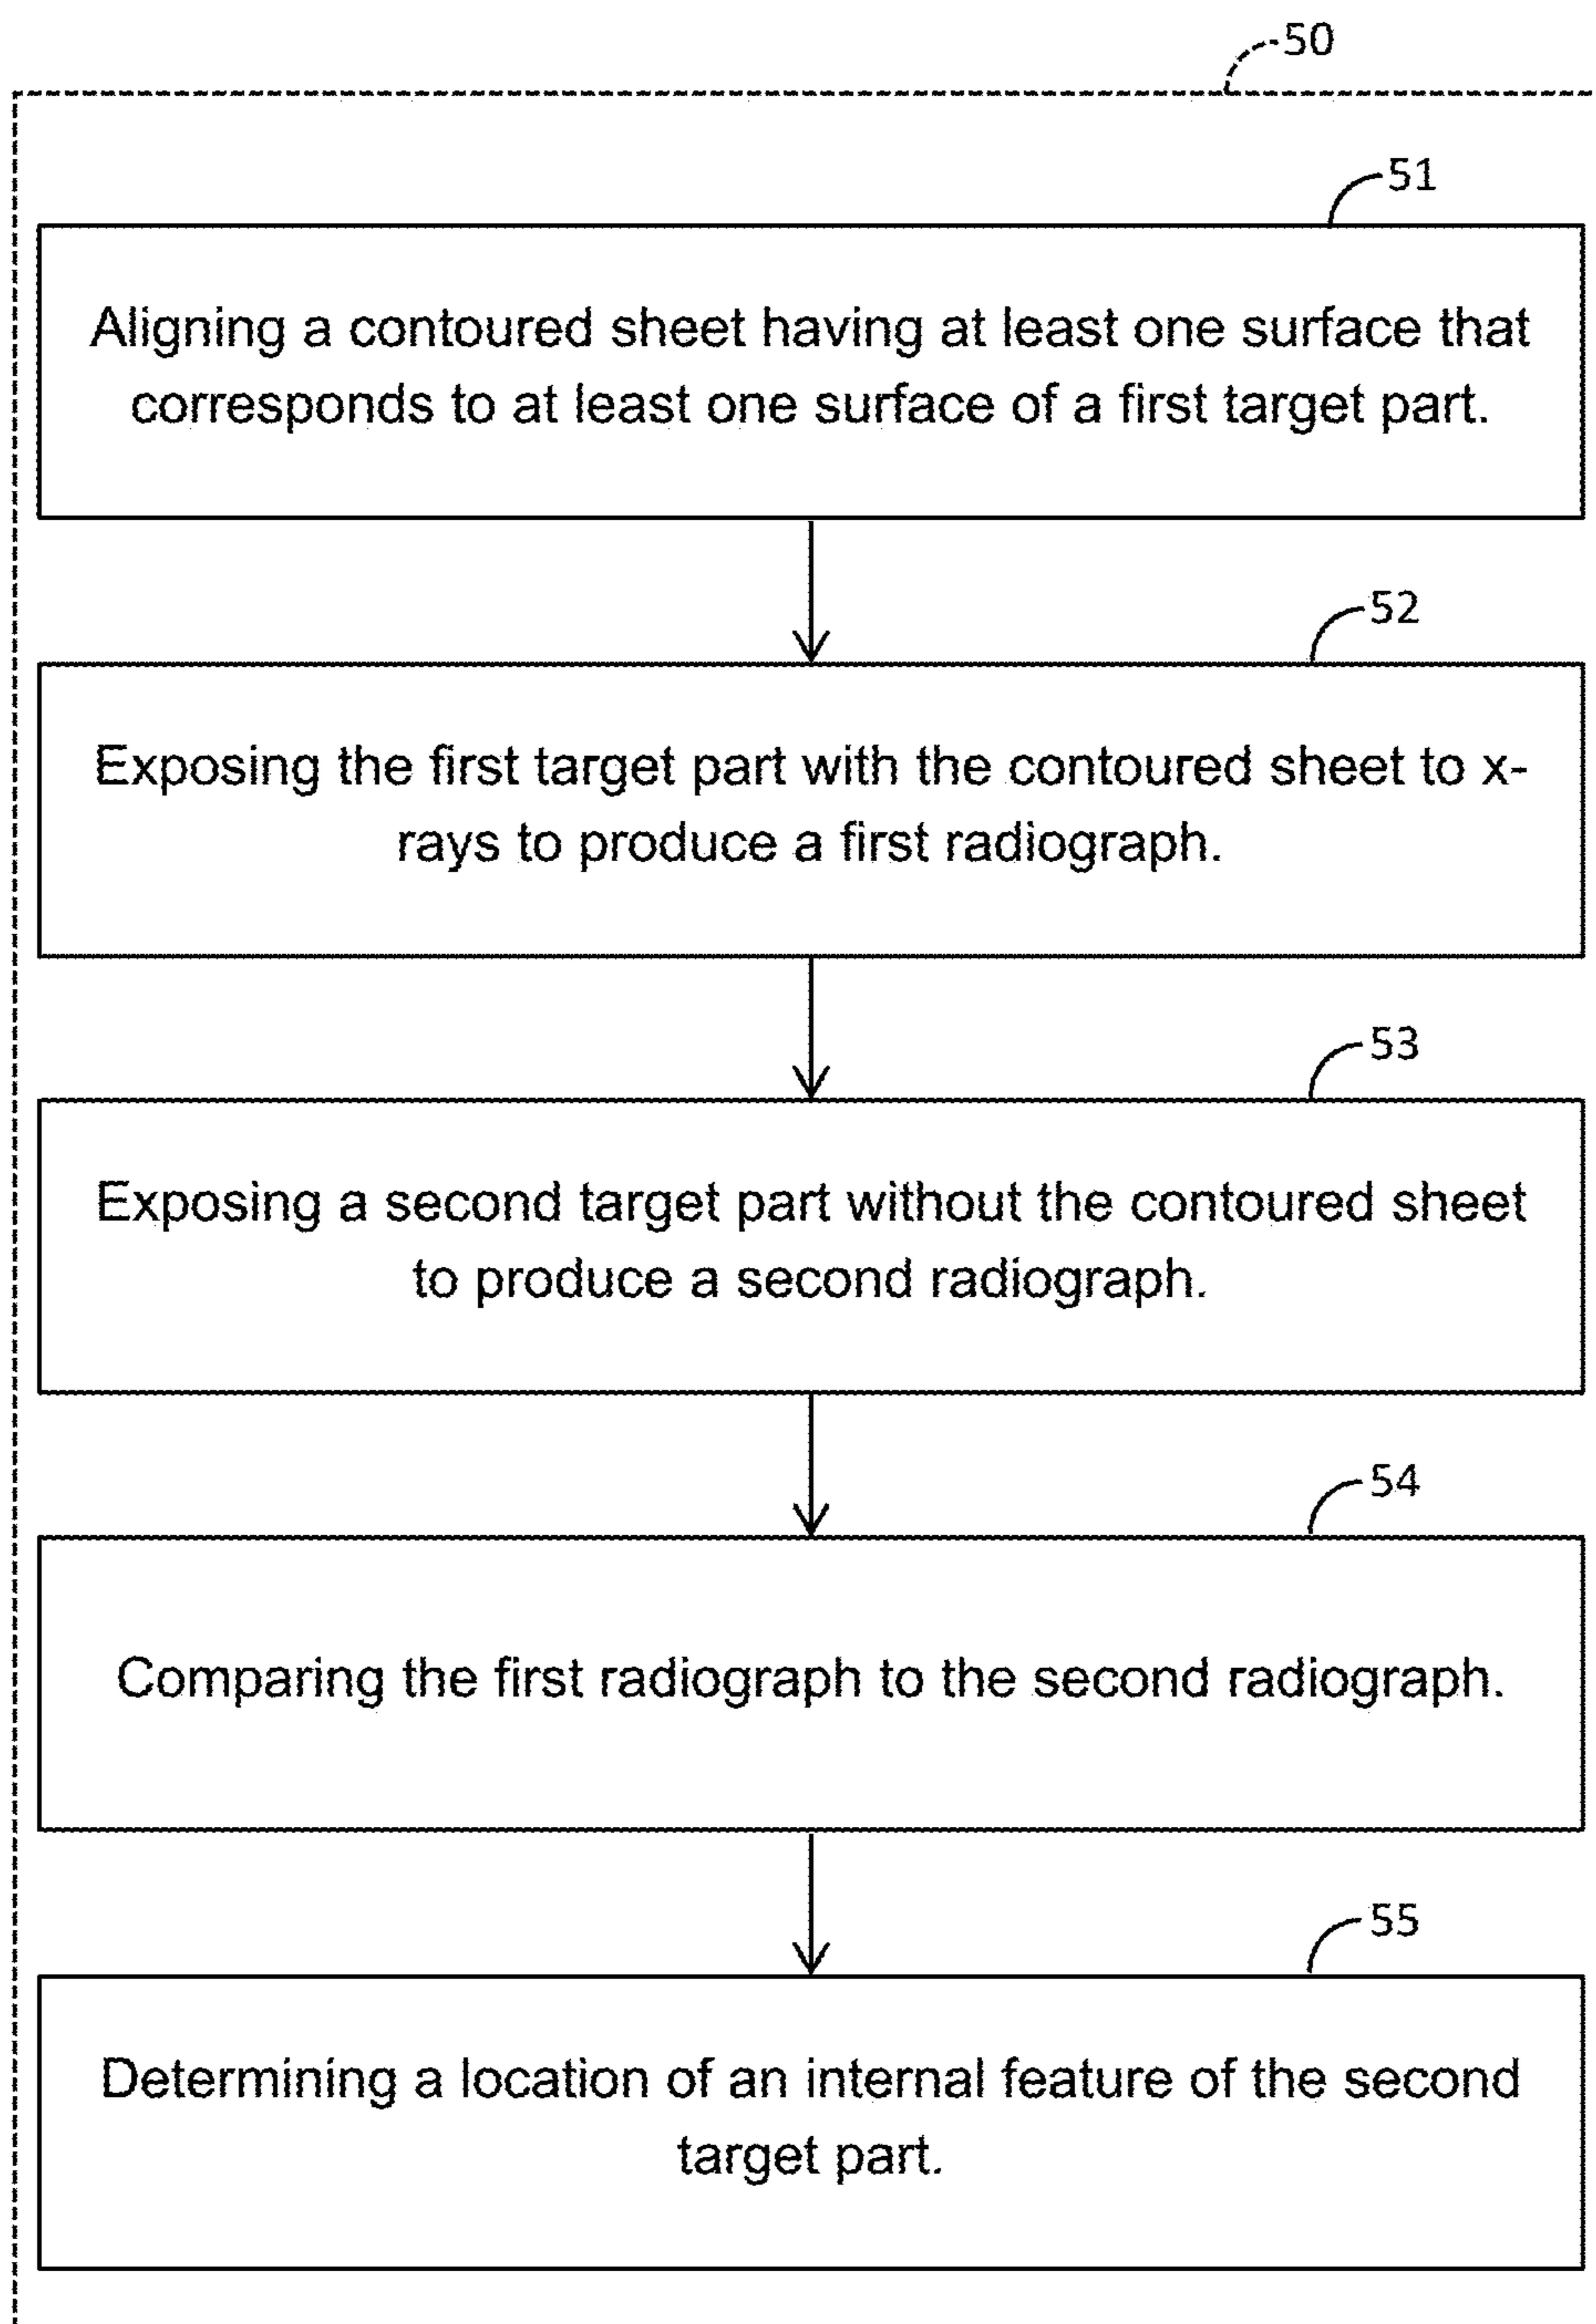 50
51
Aligning a contoured sheet having at least one surface that
corresponds to at least one surface of a first target part.
52
Exposing the first target part with the contoured sheet to x-
rays to produce a first radiograph.
53
Exposing a second target part without the contoured sheet
to produce a second radiograph.
54
Comparing the first radiograph to the second radiograph.
55
Determining a location of an internal feature of the second
target part.